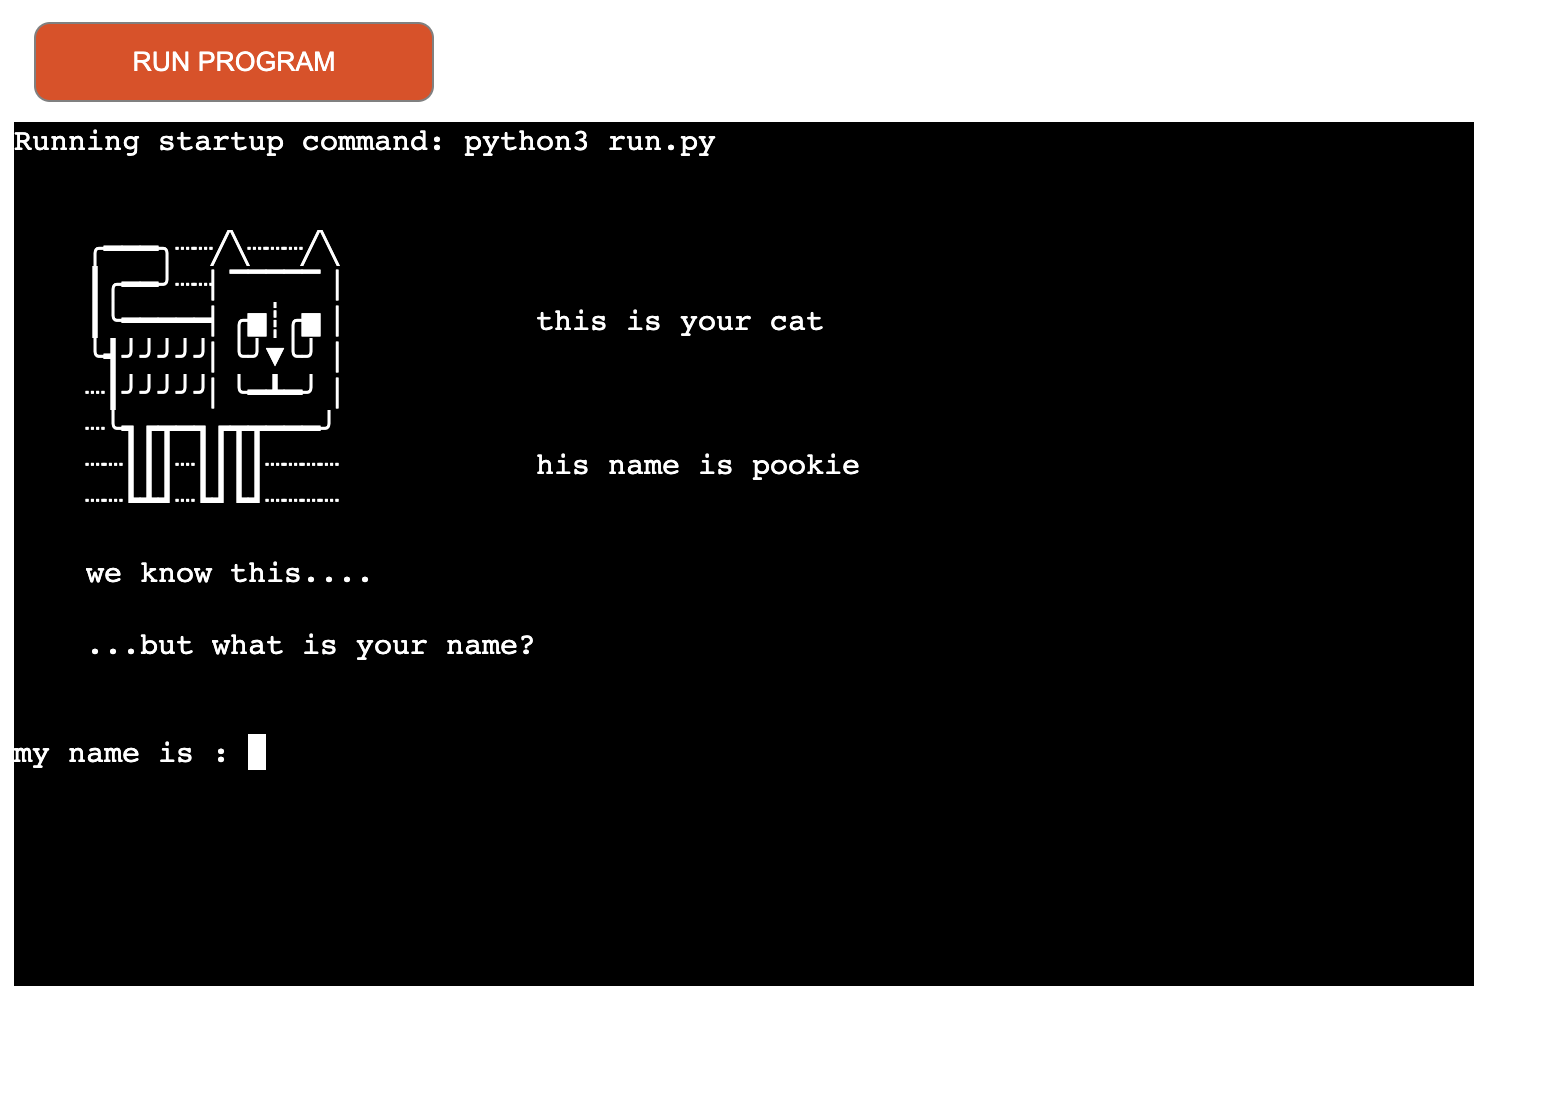 RUN PROGRAM
Running startup command: python3 run.py
this is your cat
his name is pookie
we know this....
...but what is your name?
my name is :